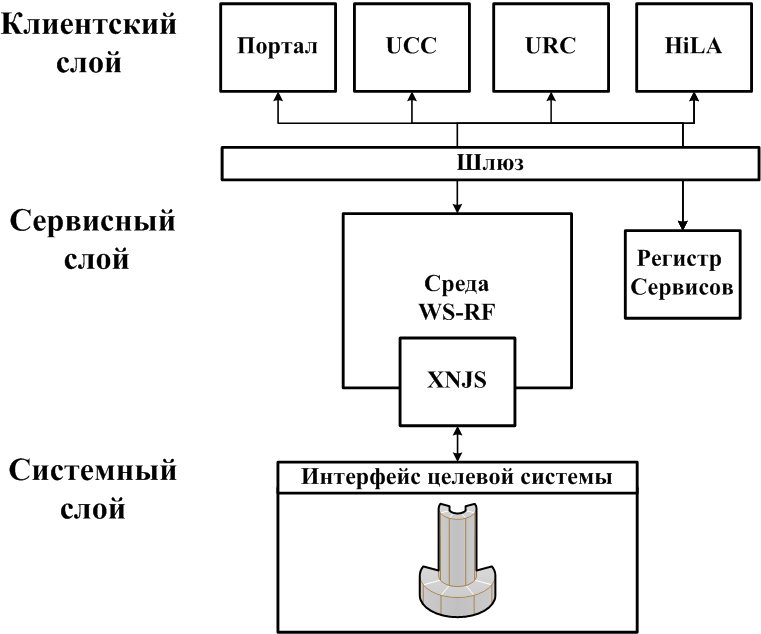 Клиентский
слой
Портал
UCC
URC
HiLA
Шлюз
Сервисный
слой
Среда
WS-RF
Регистр
Сервисов
XNJS
Системный
слой
Интерфейс целевой системы